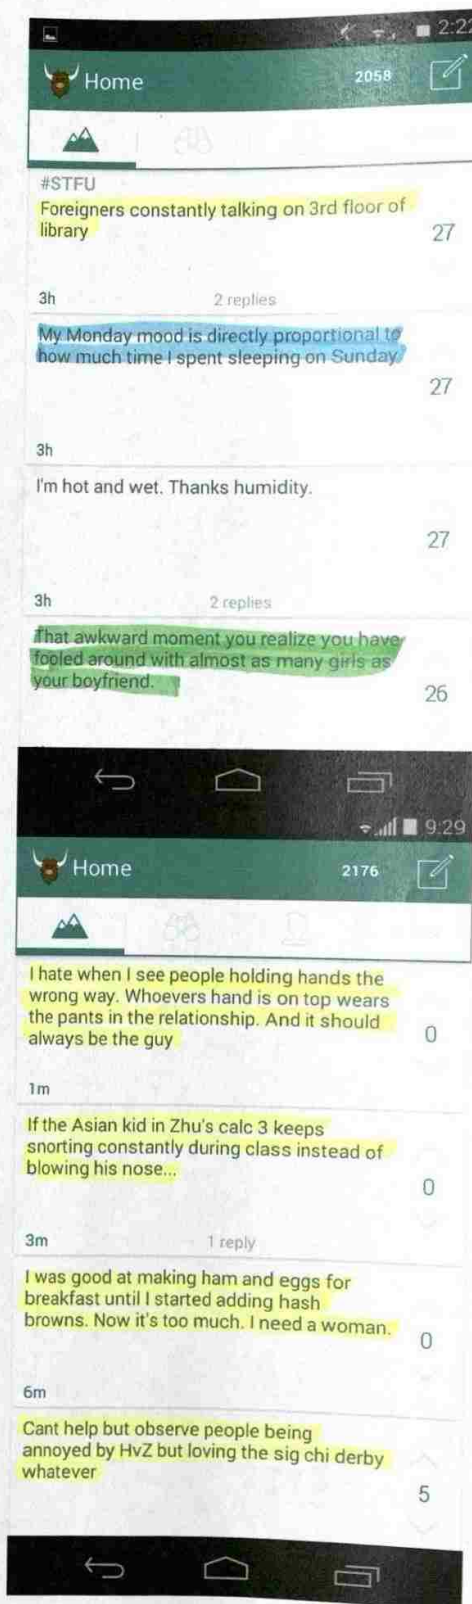 2:22
Home 2058
#STFU
Foreigners constantly talking on 3rd floor of
library
27
3h 2 replies
My Monday mood is directly proportional to
how much time I spent sleeping on Sunday
27
3h
I'm hot and wet. Thanks humidity.
27
3h 2 replies
That awkward moment you realize you have
fooled around with almost as many girls as
your boyfriend.
26
9:29
Home 2176
I hate when I see people holding hands the
wrong way. Whoevers hand is on top wears
the pants in the relationship. And it should
always be the guy
0
1m
If the Asian kid in Zhu's calc 3 keeps
snorting constantly during class instead of
blowing his nose...
0
3m 1 reply
I was good at making ham and eggs for
breakfast until I started adding hash
browns. Now it's too much. I need a woman.
0
6m
Cant help but observe people being
annoyed by HvZ but loving the sig chi derby
whatever
5